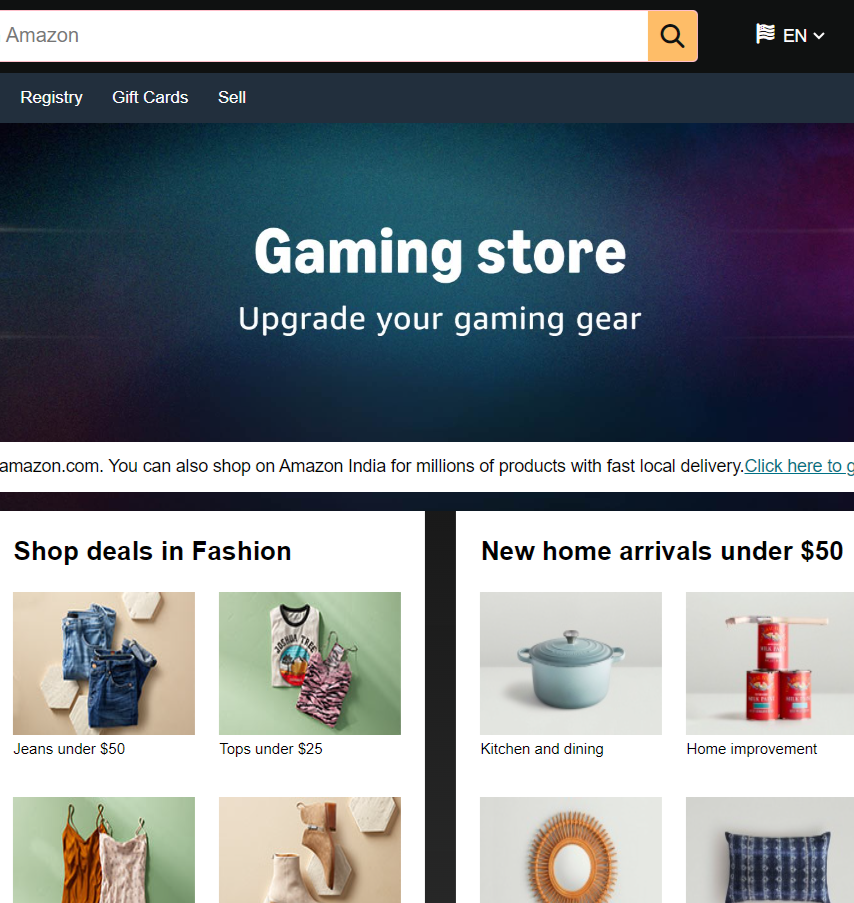 Amazon
EN
Registry Gift Cards Sell
Gaming store
Upgrade your gaming gear
amazon.com. You can also shop on Amazon India for millions of products with fast local delivery.Click here to g
Shop deals in Fashion
New home arrivals under $50
JOSHUA TREE
Jeans under $50
Tops under $25
Kitchen and dining
Home improvement